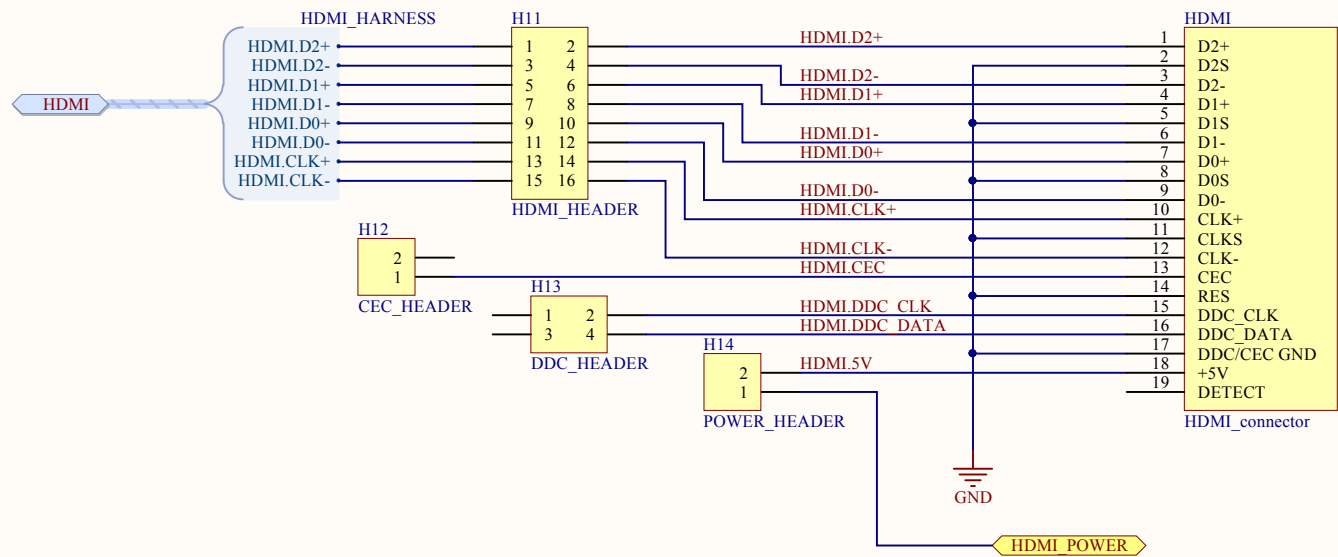 HDMI_HARNESS
HDMI
HDMI.D2+
HDMI.D2-
HDMI.D1+
HDMI.D1-
HDMI.D0+
HDMI.D0-
HDMI.CLK+
HDMI.CLK-
H11
1 2
3 4
5 6
7 8
9 10
11 12
13 14
15 16
HDMI_HEADER
H12
2
1
CEC_HEADER
H13
1 2
3 4
DDC_HEADER
H14
2
1
POWER_HEADER
HDMI.D2+
HDMI.D2-
HDMI.D1+
HDMI.D1-
HDMI.D0+
HDMI.D0-
HDMI.CLK+
HDMI.CLK-
HDMI.CEC
HDMI.DDC_CLK
HDMI.DDC_DATA
HDMI.5V
HDMI
1 D2+
2 D2S
3 D2-
4 D1+
5 D1S
6 D1-
7 D0+
8 D0S
9 D0-
10 CLK+
11 CLKS
12 CLK-
13 CEC
14 RES
15 DDC_CLK
16 DDC_DATA
17 DDC/CEC GND
18 +5V
19 DETECT
HDMI_connector
GND
HDMI_POWER